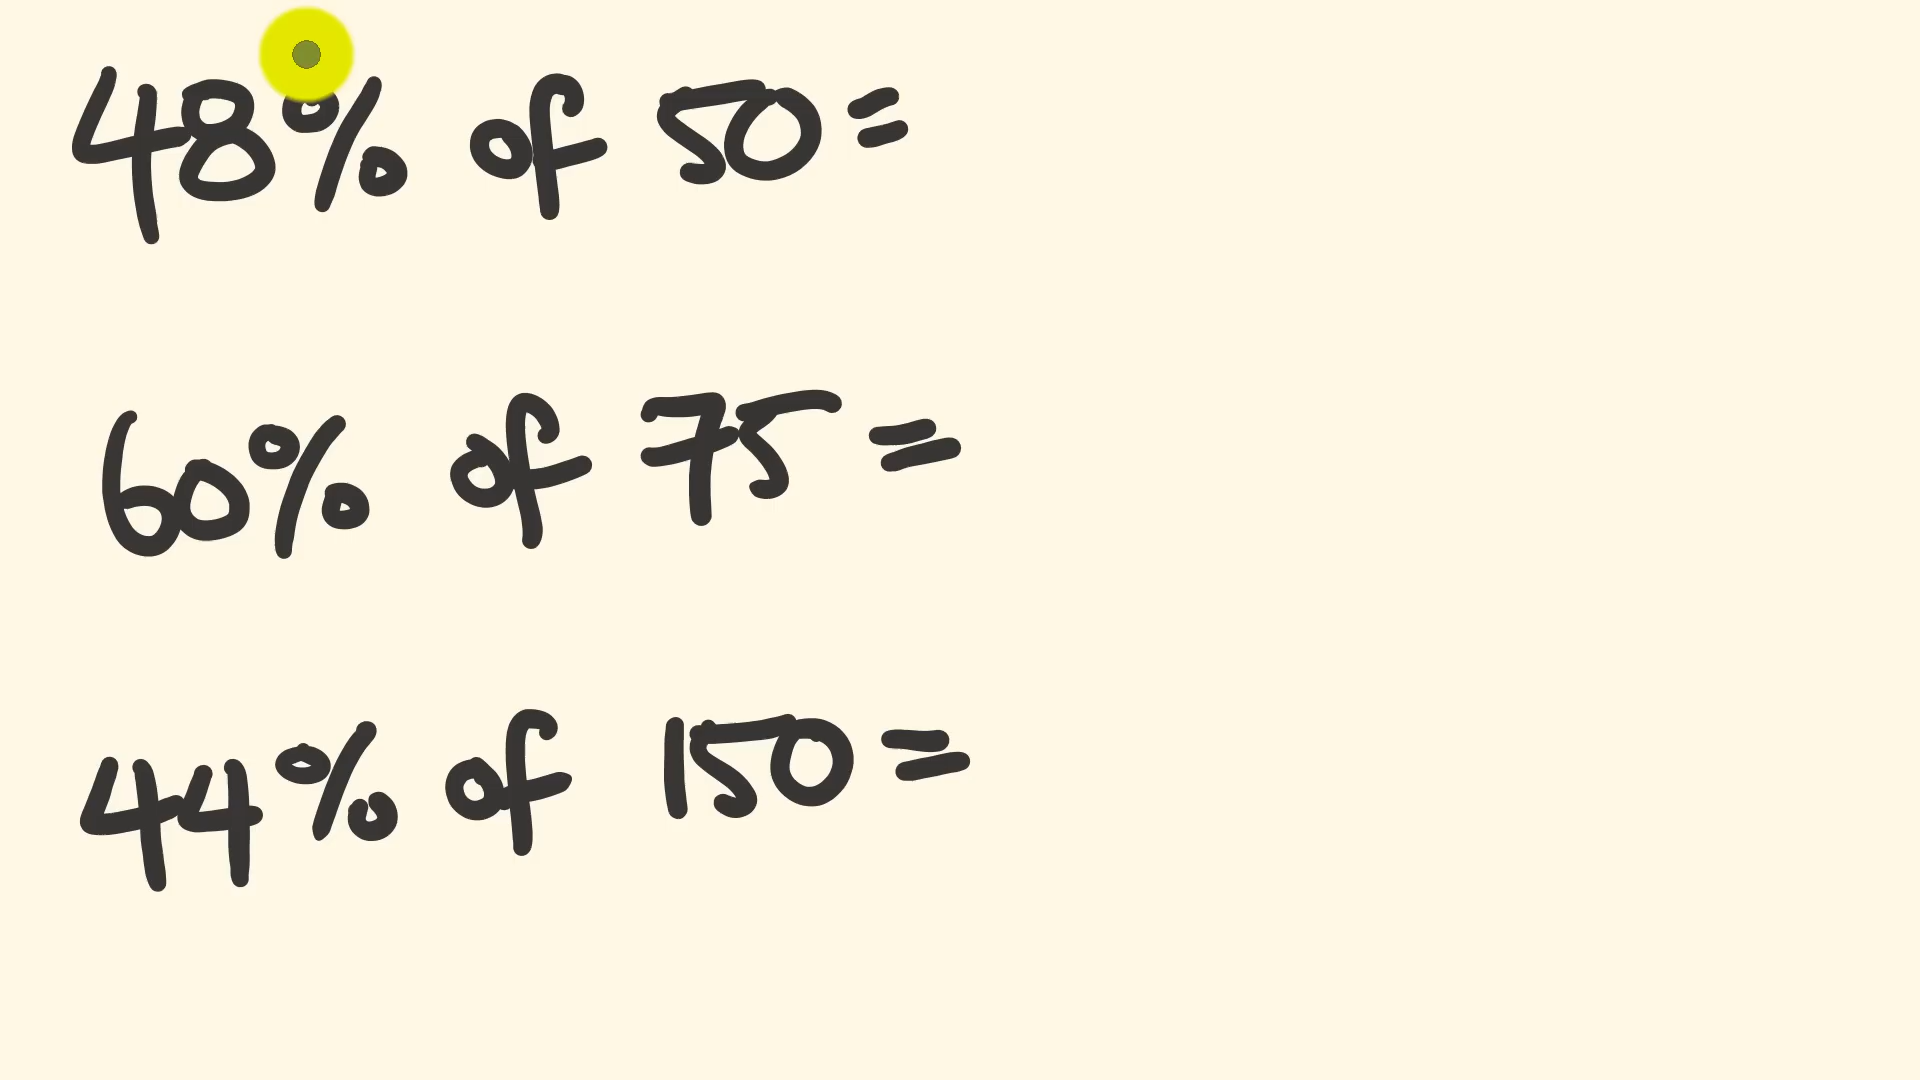 48% of 50=
60% of 75=
44% of 150=